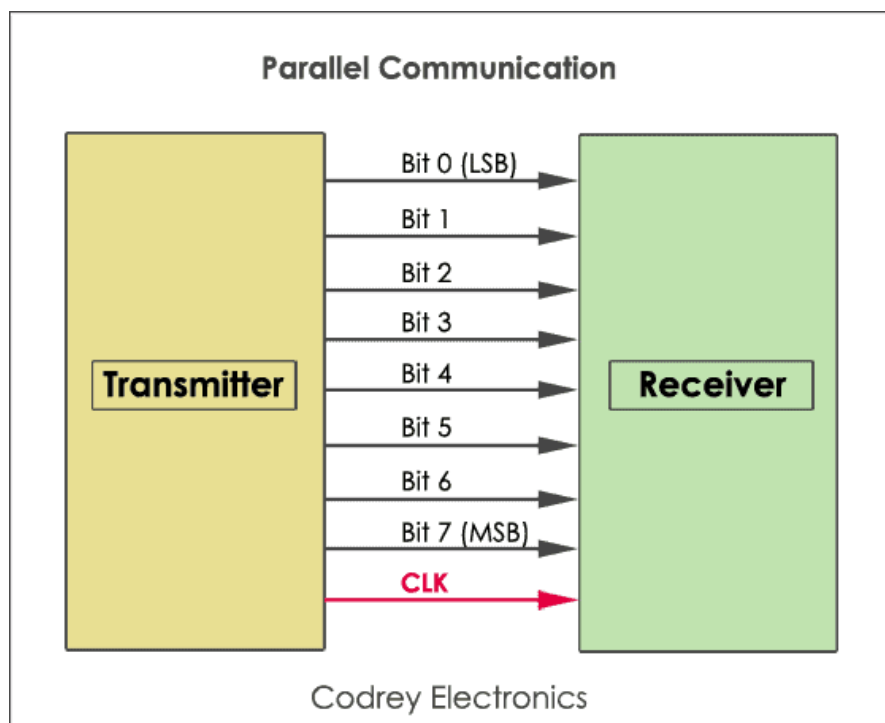 Parallel Communication
Bit 0 (LSB)
Bit 1
Bit 2
Bit 3
Transmitter
Bit 4
Receiver
Bit 5
Bit 6
Bit 7 (MSB)
CLK
Codrey Electronics